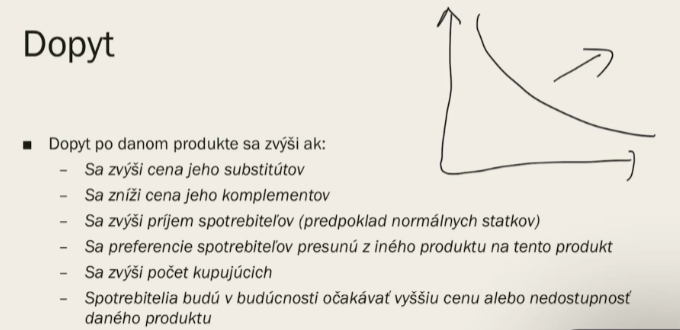 Dopyt
■ Dopyt po danom produkte sa zvýši ak:
– Sa zvýši cena jeho substitútov
– Sa zníži cena jeho komplementov
– Sa zvýši príjem spotrebiteľov (predpoklad normálnych statkov)
– Sa preferencie spotrebiteľov presunú z iného produktu na tento produkt
– Sa zvýši počet kupujúcich
– Spotrebitelia budú v budúcnosti očakávať vyššiu cenu alebo nedostupnosť
daného produktu